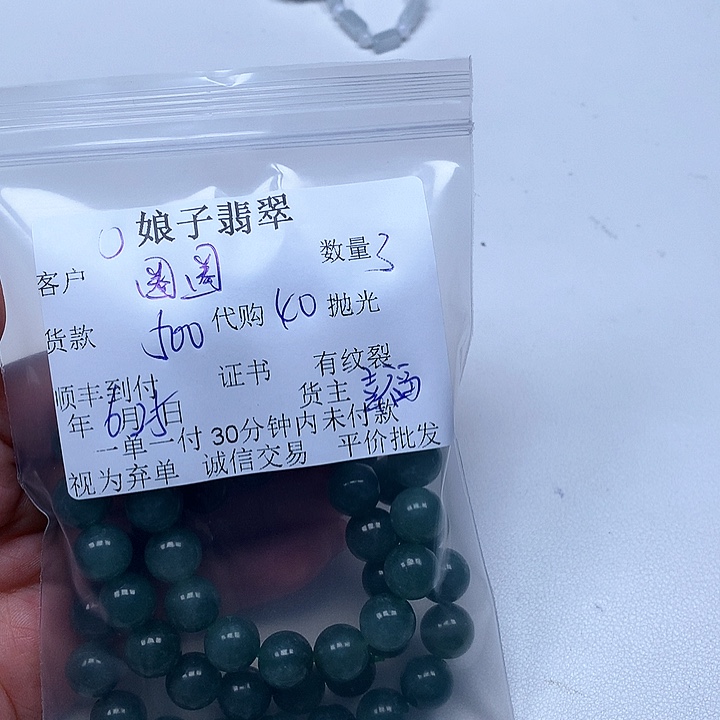 O 娘子翡翠
客户 圈圈 数量 3
货款 500 代购 40 抛光
证书 有纹裂
顺丰到付 货主
年 6月25日
一单一付 30分钟内未付款
视为弃单 诚信交易 平价批发